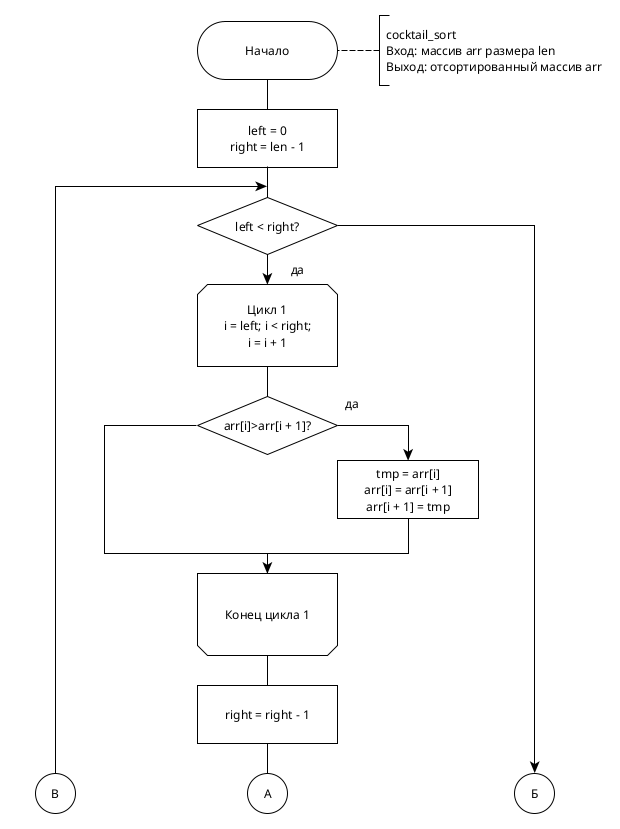 Начало
cocktail_sort
Вход: массив arr размера len
Выход: отсортированный массив arr
left = 0
right = len - 1
left < right?
да
Цикл 1
i = left; i < right;
i = i + 1
да
arr[i]>arr[i + 1]?
tmp = arr[i]
arr[i] = arr[i + 1]
arr[i + 1] = tmp
Конец цикла 1
right = right - 1
В
А
Б